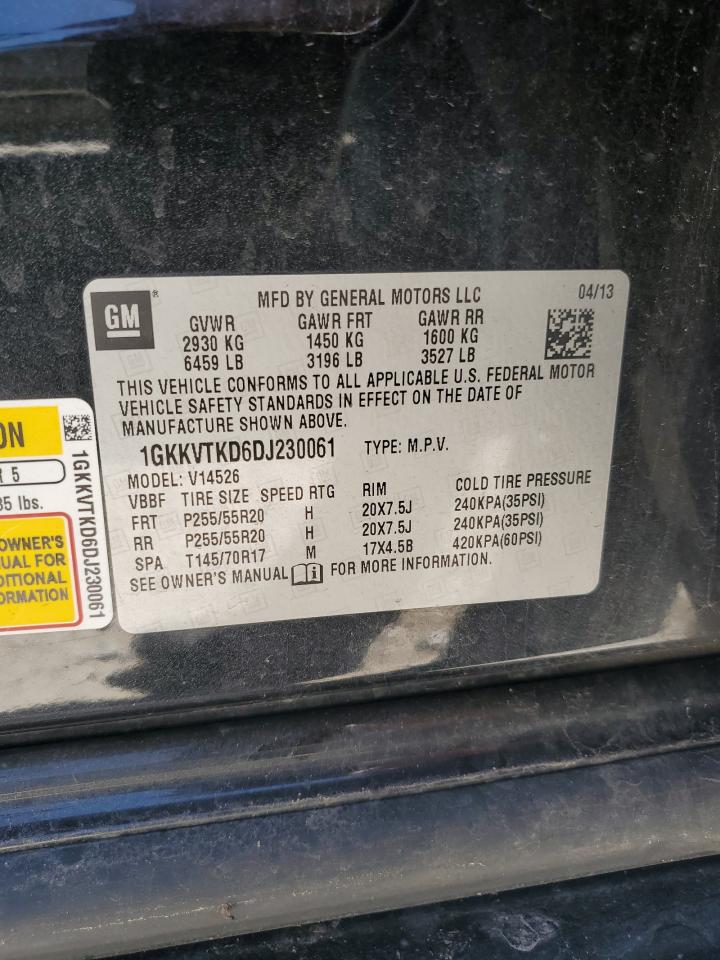 GM ®
MFD BY GENERAL MOTORS LLC 04/13
GVWR GAWR FRT GAWR RR
2930 KG 1450 KG 1600 KG
6459 LB 3196 LB 3527 LB
THIS VEHICLE CONFORMS TO ALL APPLICABLE U.S. FEDERAL MOTOR
VEHICLE SAFETY STANDARDS IN EFFECT ON THE DATE OF
MANUFACTURE SHOWN ABOVE.
1GKKVTKD6DJ230061 TYPE: M.P.V.
MODEL: V14526
VBBF TIRE SIZE SPEED RTG RIM COLD TIRE PRESSURE
FRT P255/55R20 H 20X7.5J 240KPA(35PSI)
RR P255/55R20 H 20X7.5J 240KPA(35PSI)
SPA T145/70R17 M 17X4.5B 420KPA(60PSI)
SEE OWNER'S MANUAL i FOR MORE INFORMATION.
ON
R 5
35 lbs.
OWNER'S
UAL FOR
DITIONAL
ORMATION
1GKKVTKD6DJ230061